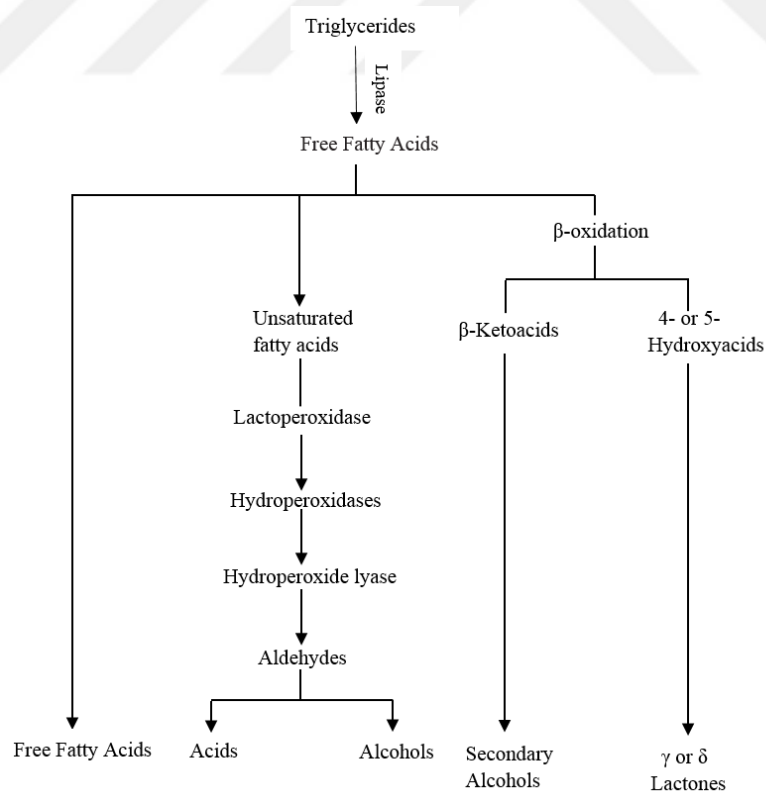 Triglycerides
Lipase
Free Fatty Acids
β-oxidation
Unsaturated
fatty acids
β-Ketoacids
4- or 5-
Hydroxyacids
Lactoperoxidase
Hydroperoxidases
Hydroperoxide lyase
Aldehydes
Free Fatty Acids
Acids
Alcohols
Secondary
Alcohols
γ or δ
Lactones